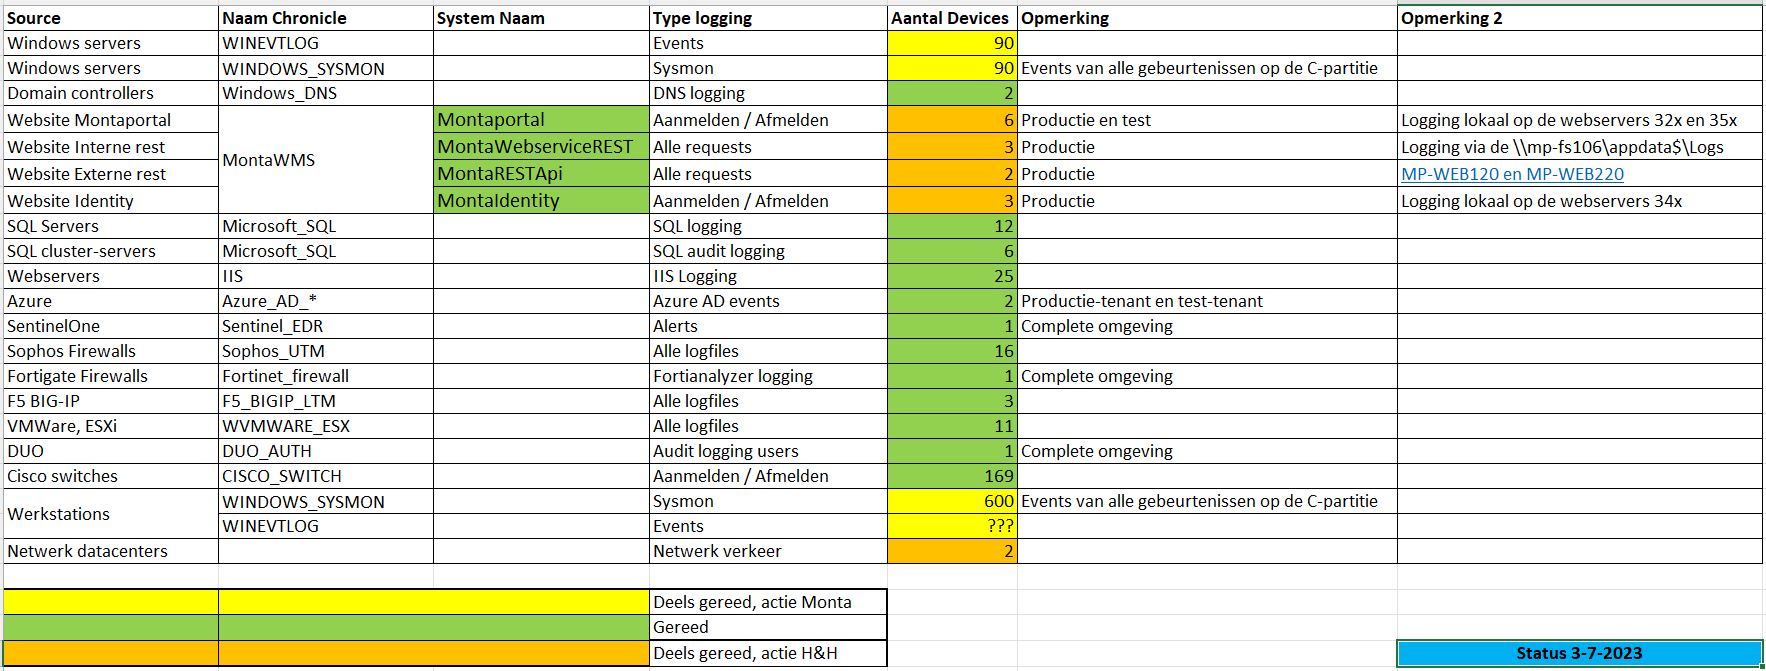 Source Naam Chronicle System Naam Type logging Aantal Devices Opmerking Opmerking 2
Windows servers WINEVTLOG Events 90
Windows servers WINDOWS_SYSMON Sysmon 90 Events van alle gebeurtenissen op de C-partitie
Domain controllers Windows_DNS DNS logging 2
Website Montaportal MontaWMS Montaportal Aanmelden / Afmelden 6 Productie en test Logging lokaal op de webservers 32x en 35x
Website Interne rest MontaWebserviceREST Alle requests 3 Productie Logging via de \\mp-fs106\appdata$\Logs
Website Externe rest MontaRESTApi Alle requests 2 Productie MP-WEB120 en MP-WEB220
Website Identity MontaIdentity Aanmelden / Afmelden 3 Productie Logging lokaal op de webservers 34x
SQL Servers Microsoft_SQL SQL logging 12
SQL cluster-servers Microsoft_SQL SQL audit logging 6
Webservers IIS IIS Logging 25
Azure Azure_AD_* Azure AD events 2 Productie-tenant en test-tenant
SentinelOne Sentinel_EDR Alerts 1 Complete omgeving
Sophos Firewalls Sophos_UTM Alle logfiles 16
Fortigate Firewalls Fortinet_firewall Fortianalyzer logging 1 Complete omgeving
F5 BIG-IP F5_BIGIP_LTM Alle logfiles 3
VMWare, ESXi WVMWARE_ESX Alle logfiles 11
DUO DUO_AUTH Audit logging users 1 Complete omgeving
Cisco switches CISCO_SWITCH Aanmelden / Afmelden 169
Werkstations WINDOWS_SYSMON Sysmon 600 Events van alle gebeurtenissen op de C-partitie
WINEVTLOG Events ???
Netwerk datacenters Netwerk verkeer 2
Deels gereed, actie Monta
Gereed
Deels gereed, actie H&H
Status 3-7-2023